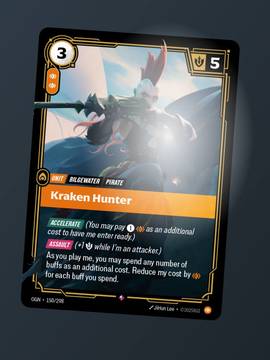 3
5
UNIT BILGEWATER PIRATE
Kraken Hunter
ACCELERATE (You may pay 1 as an additional
cost to have me enter ready.)
ASSAULT (+1 while I'm an attacker.)
As you play me, you may spend any number of
buffs as an additional cost. Reduce my cost by
for each buff you spend.
OGN • 150/298 JiHun Lee